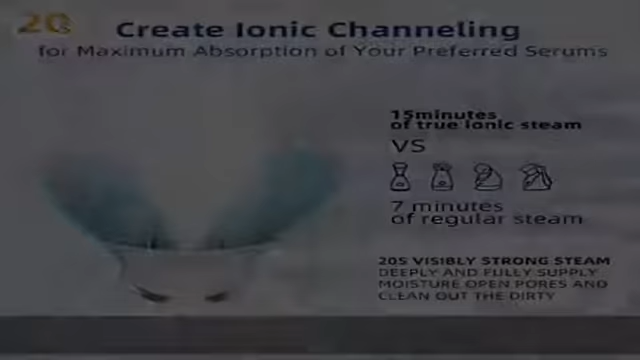 20s
Create Ionic Channeling
for Maximum Absorption of Your Preferred Serums
15minutes
of true ionic steam
VS
7 minutes
of regular steam
20S VISIBLY STRONG STEAM
DEEPLY AND FULLY SUPPLY
MOISTURE OPEN PORES AND
CLEAN OUT THE DIRTY